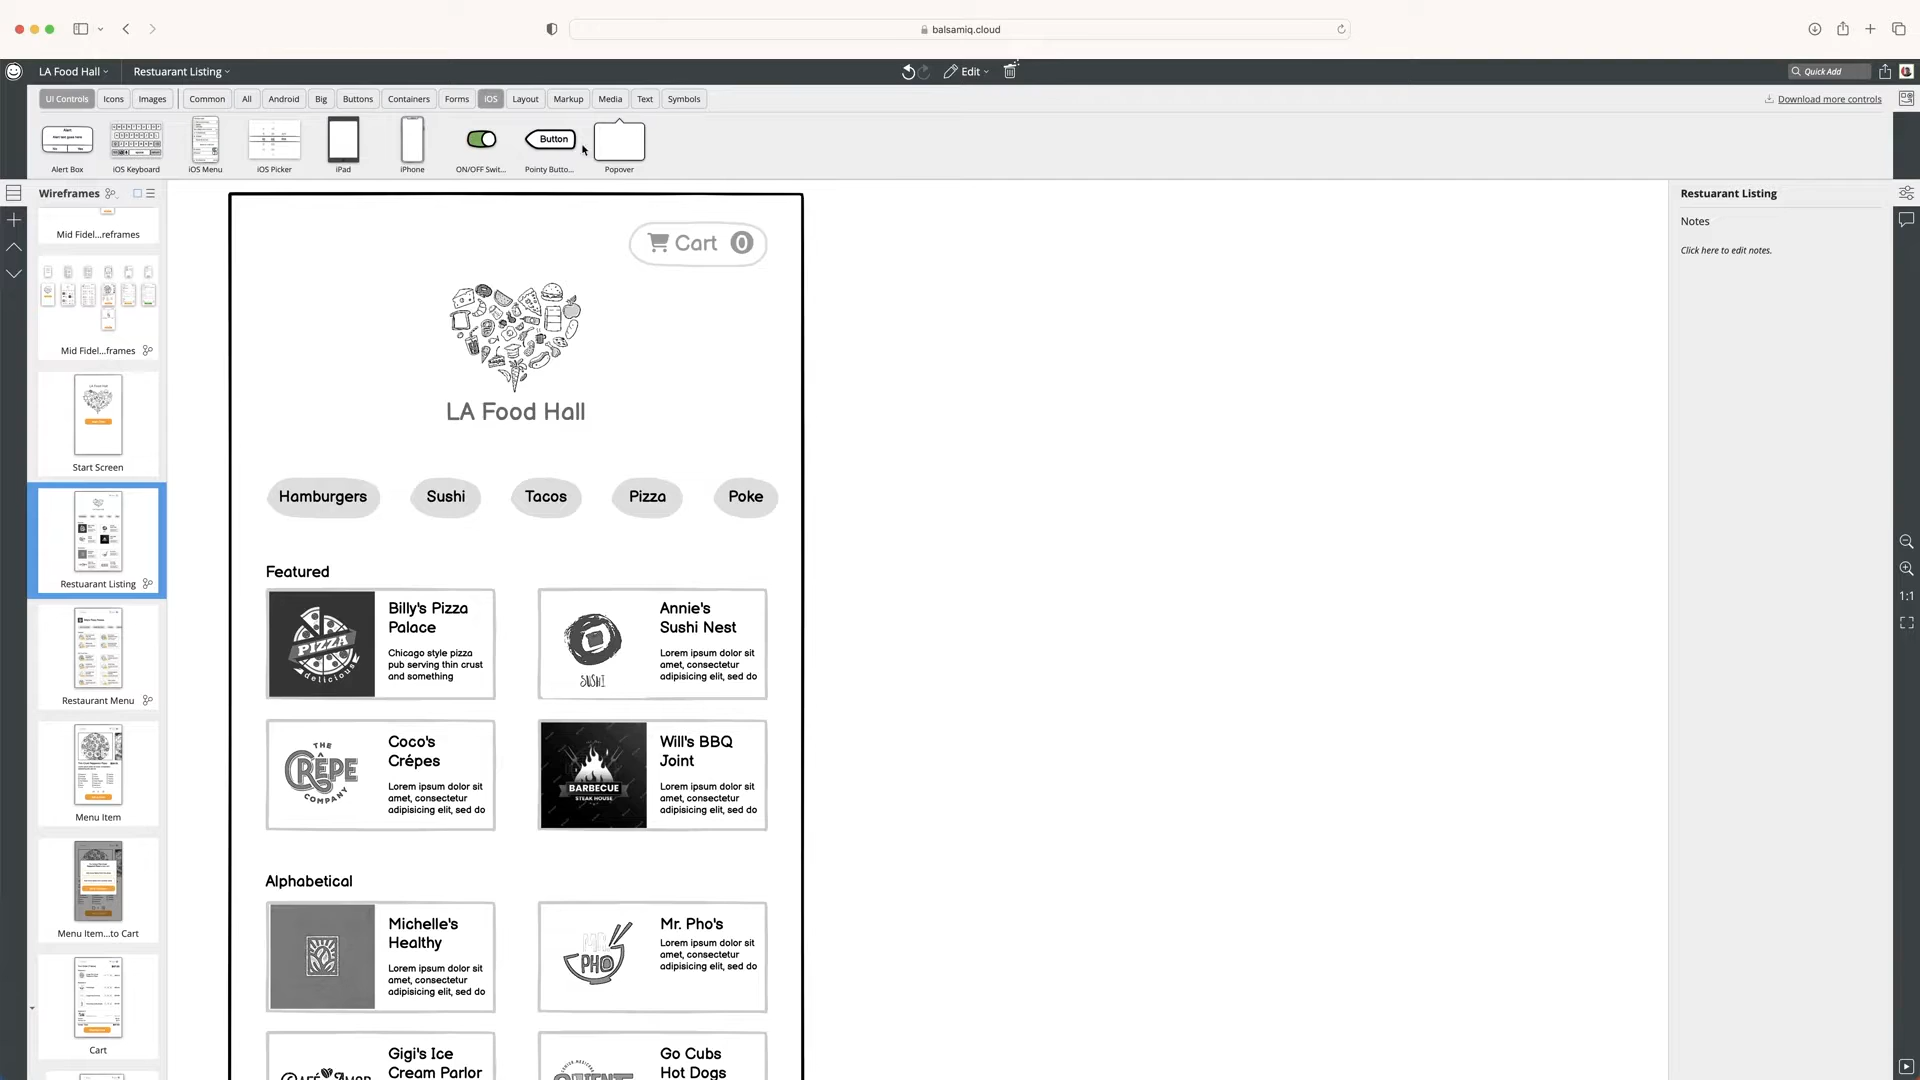 balsamiq.cloud
LA Food Hall
Restuarant Listing
Edit
Quick Add
UI Controls
Icons
Images
Common
All
Android
Big
Buttons
Containers
Forms
iOS
Layout
Markup
Media
Text
Symbols
Download more controls
Alert
Button
Alert Box
iOS Keyboard
iOS Menu
iOS Picker
iPad
iPhone
ON/OFF Swit...
Pointy Butto...
Popover
Wireframes
Mid Fidel...reframes
Mid Fidel...frames
Start Screen
Restuarant Listing
Restaurant Menu
Menu Item
Menu Item...to Cart
Cart
Cart 0
LA Food Hall
Hamburgers
Sushi
Tacos
Pizza
Poke
Featured
PIZZA
delicious
Billy's Pizza
Palace
Chicago style pizza
pub serving thin crust
and something
SUSHI
Annie's
Sushi Nest
Lorem ipsum dolor sit
amet, consectetur
adipisicing elit, sed do
THE
CRÊPE
COMPANY
Coco's
Crépes
Lorem ipsum dolor sit
amet, consectetur
adipisicing elit, sed do
BARBECUE
STEAK HOUSE
Will's BBQ
Joint
Lorem ipsum dolor sit
amet, consectetur
adipisicing elit, sed do
Alphabetical
Michelle's
Healthy
Lorem ipsum dolor sit
amet, consectetur
adipisicing elit, sed do
PHO
Mr. Pho's
Lorem ipsum dolor sit
amet, consectetur
adipisicing elit, sed do
Gigi's Ice
Cream Parlor
Go Cubs
Hot Dogs
Restuarant Listing
Notes
Click here to edit notes.
1:1